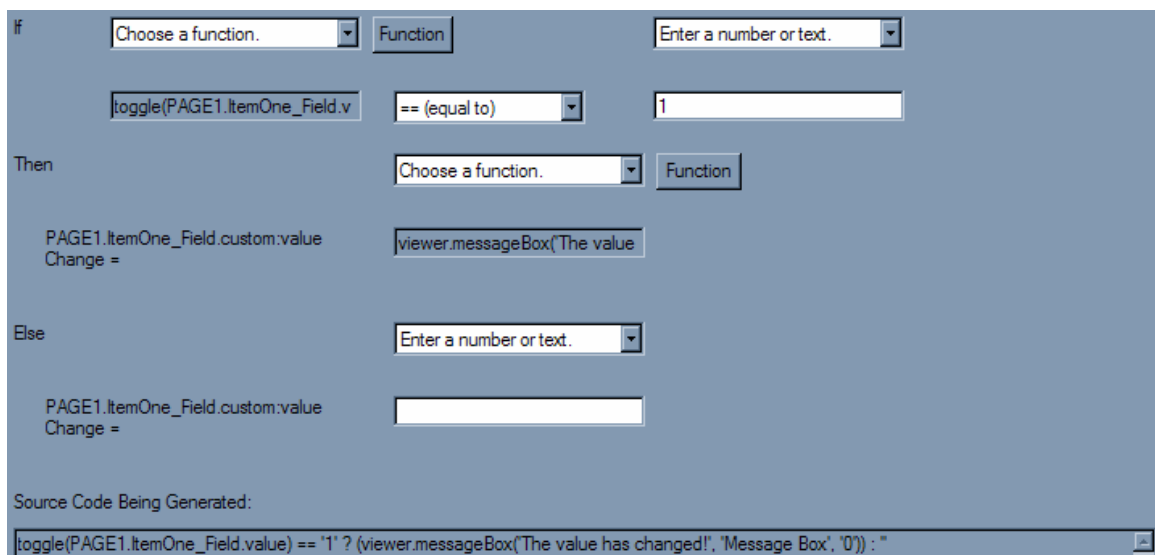 If Choose a function. Function Enter a number or text.
toggle(PAGE1.ItemOne_Field.v == (equal to) 1
Then Choose a function. Function
PAGE1.ItemOne_Field.custom:value
Change = viewer.messageBox('The value
Else Enter a number or text.
PAGE1.ItemOne_Field.custom:value
Change =
Source Code Being Generated:
toggle(PAGE1.ItemOne_Field.value) == '1' ? (viewer.messageBox('The value has changed!', 'Message Box', '0')) : ''